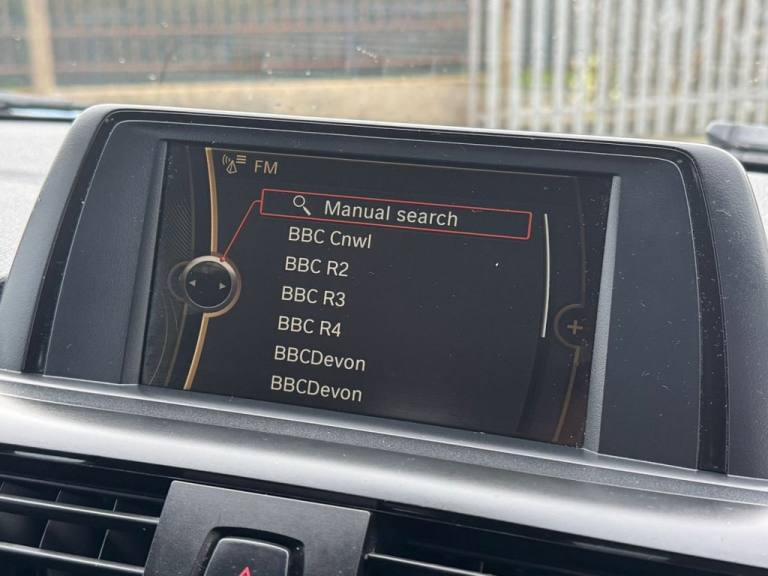 FM
Manual search
BBC Cnwl
BBC R2
BBC R3
BBC R4
BBCDevon
BBCDevon